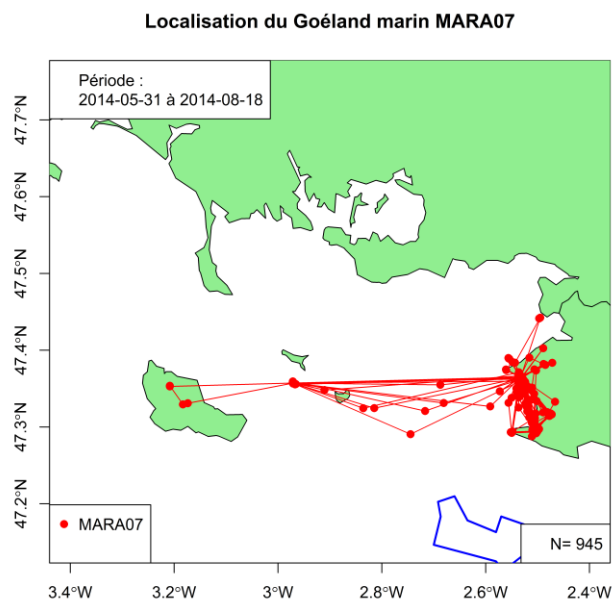 Localisation du Goéland marin MARA07
Période :
2014-05-31 à 2014-08-18
47.7°N
47.6°N
47.5°N
47.4°N
47.3°N
47.2°N
MARA07
N= 945
3.4°W
3.2°W
3°W
2.8°W
2.6°W
2.4°W